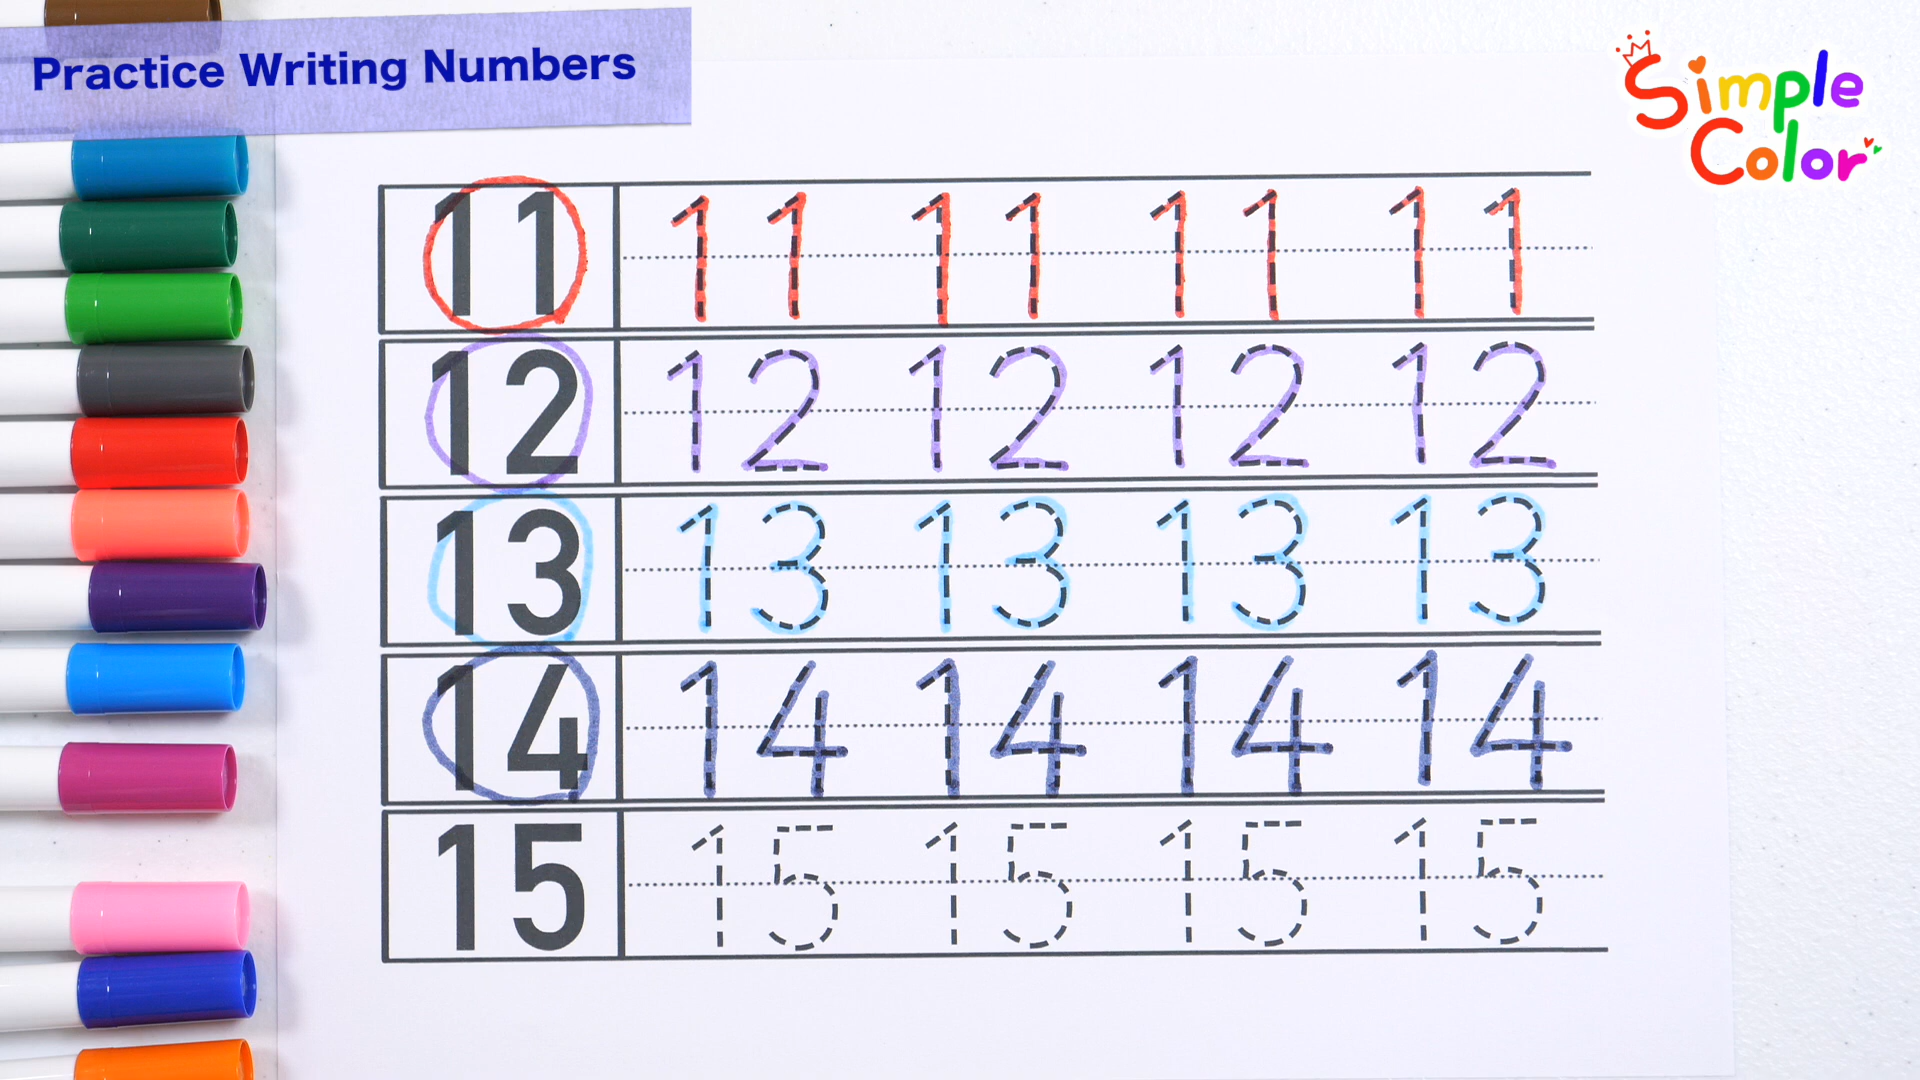 Practice Writing Numbers
Simple
Color
11 11 11 11 11
12 12 12 12 12
13 13 13 13 13
14 14 14 14 14
15 15 15 15 15